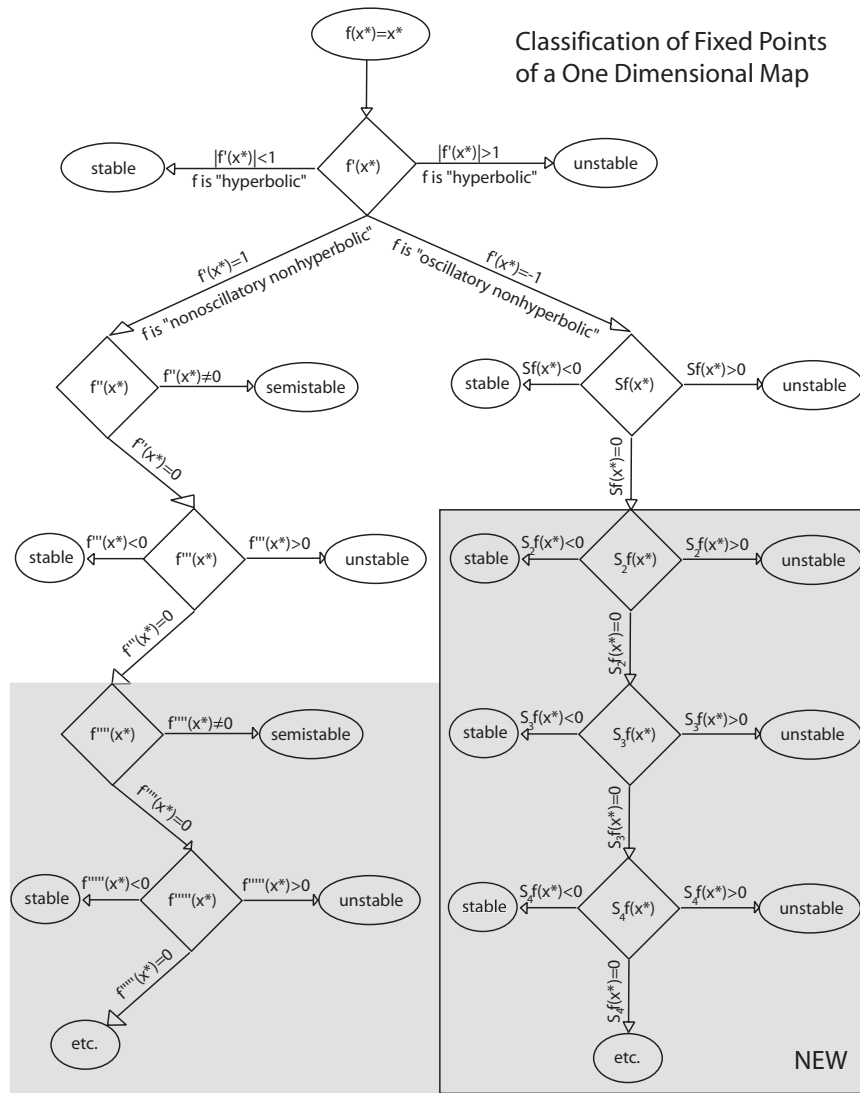 f(x*)=x*
Classification of Fixed Points
of a One Dimensional Map
stable
|f'(x*)|<1
f is "hyperbolic"
f'(x*)
|f'(x*)|>1
f is "hyperbolic"
unstable
f'(x*)=1
f is "nonoscillatory nonhyperbolic"
f'(x*)=-1
f is "oscillatory nonhyperbolic"
f''(x*)
f''(x*)≠0
semistable
stable
Sf(x*)<0
Sf(x*)
Sf(x*)>0
unstable
f''(x*)=0
Sf(x*)=0
stable
f'''(x*)<0
f'''(x*)
f'''(x*)>0
unstable
stable
S₂f(x*)<0
S₂f(x*)
S₂f(x*)>0
unstable
f'''(x*)=0
S₂f(x*)=0
f''''(x*)
f''''(x*)≠0
semistable
stable
S₃f(x*)<0
S₃f(x*)
S₃f(x*)>0
unstable
f''''(x*)=0
S₃f(x*)=0
stable
f'''''(x*)<0
f'''''(x*)
f'''''(x*)>0
unstable
stable
S₄f(x*)<0
S₄f(x*)
S₄f(x*)>0
unstable
f'''''(x*)=0
S₄f(x*)=0
etc.
etc.
NEW